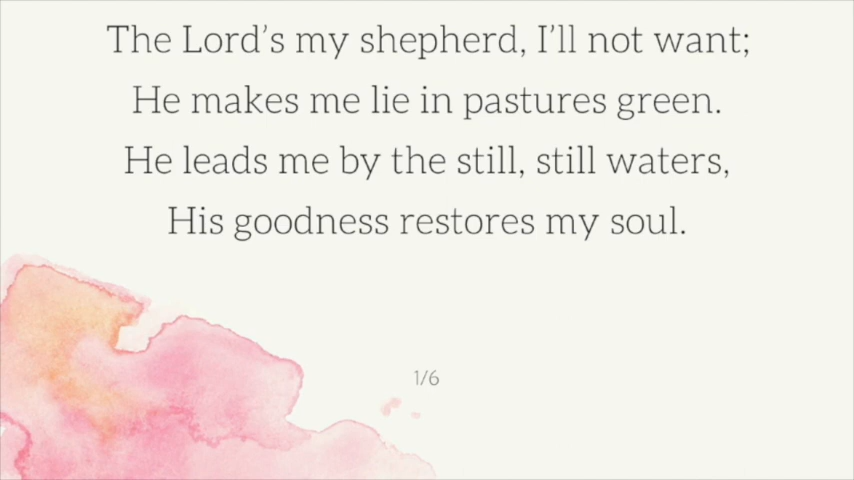 The Lord’s my shepherd, I’ll not want;
He makes me lie in pastures green.
He leads me by the still, still waters,
His goodness restores my soul.
1/6